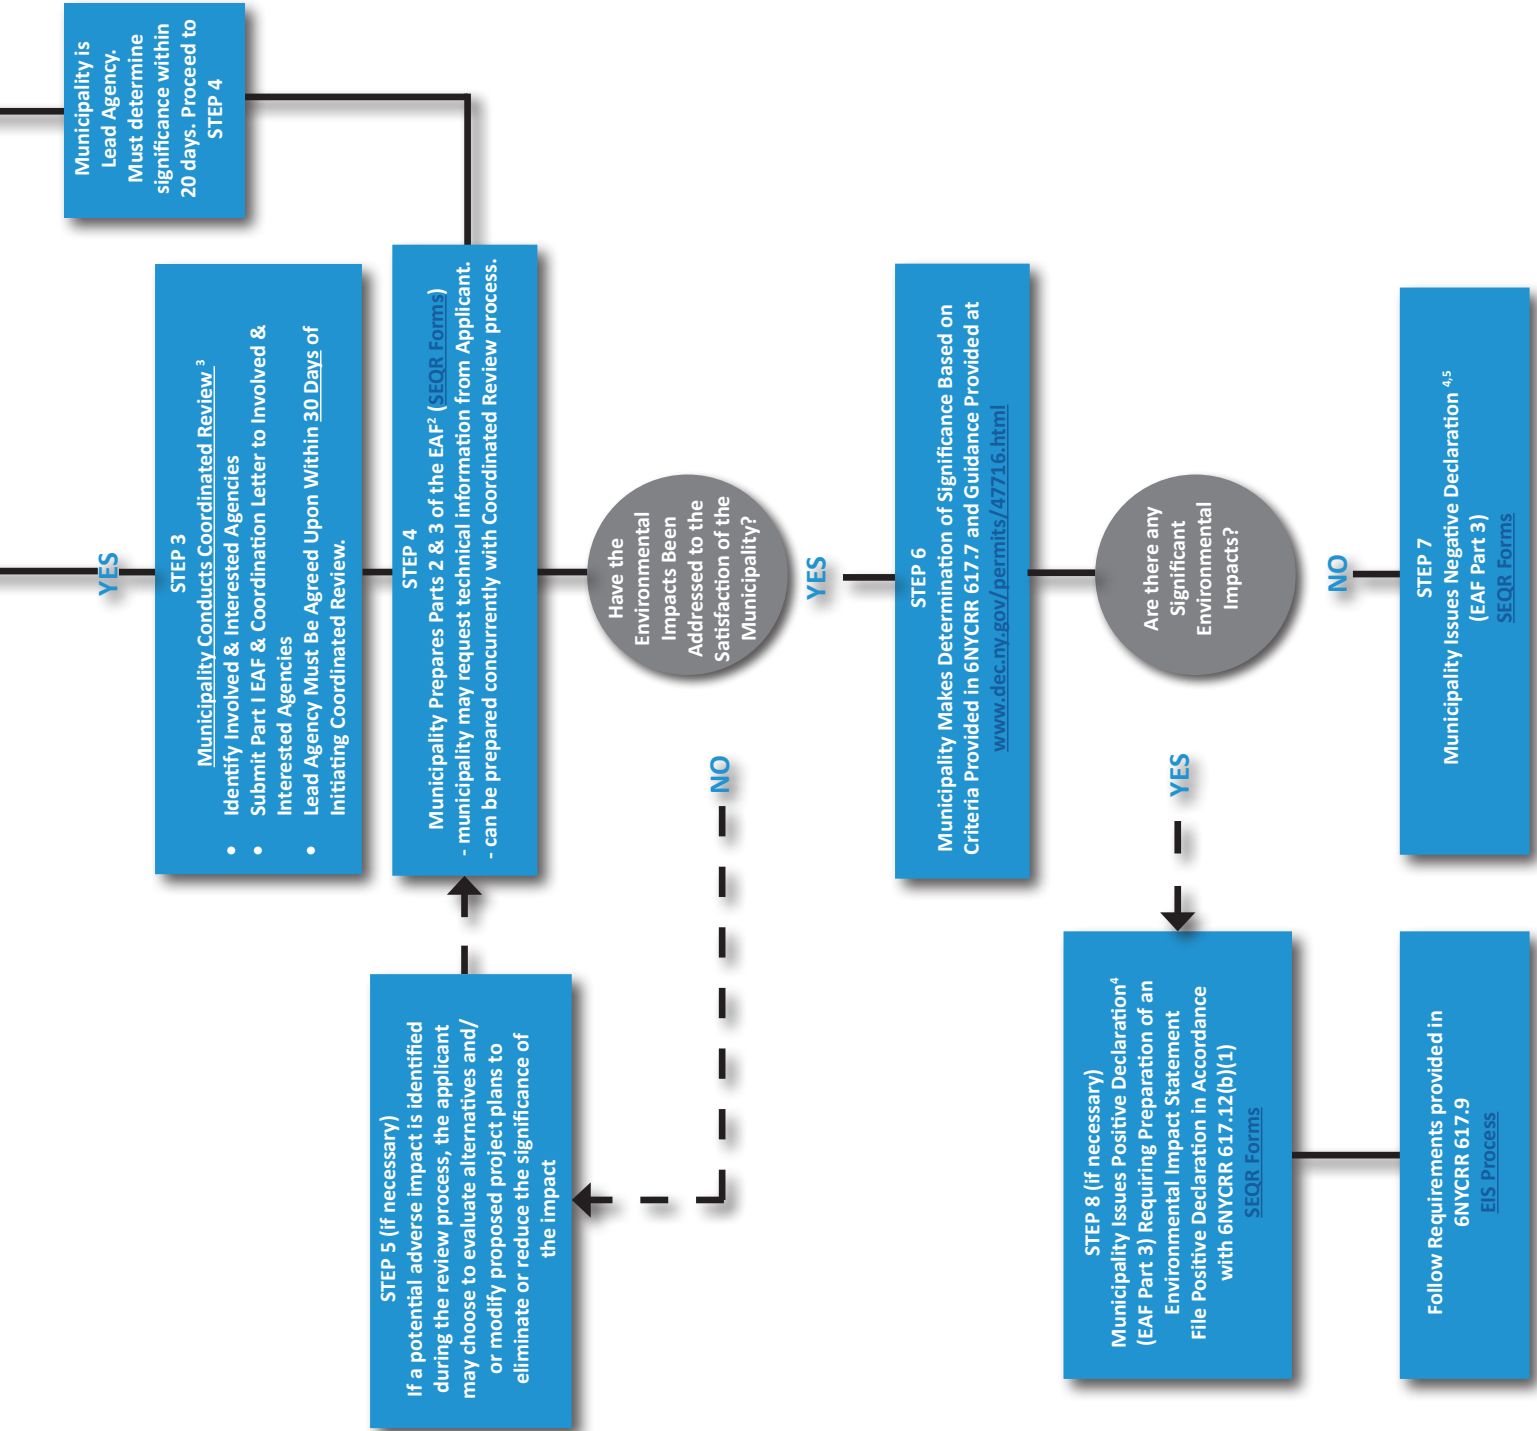 Municipality is
Lead Agency.
Must determine
significance within
20 days. Proceed to
STEP 4
YES
STEP 3
Municipality Conducts Coordinated Review ³
• Identify Involved & Interested Agencies
• Submit Part I EAF & Coordination Letter to Involved &
Interested Agencies
• Lead Agency Must Be Agreed Upon Within 30 Days of
Initiating Coordinated Review.
STEP 4
Municipality Prepares Parts 2 & 3 of the EAF² (SEQR Forms)
- municipality may request technical information from Applicant.
- can be prepared concurrently with Coordinated Review process.
Have the
Environmental
Impacts Been
Addressed to the
Satisfaction of the
Municipality?
NO
STEP 5 (if necessary)
If a potential adverse impact is identified
during the review process, the applicant
may choose to evaluate alternatives and/
or modify proposed project plans to
eliminate or reduce the significance of
the impact
YES
STEP 6
Municipality Makes Determination of Significance Based on
Criteria Provided in 6NYCRR 617.7 and Guidance Provided at
www.dec.ny.gov/permits/47716.html
Are there any
Significant
Environmental
Impacts?
YES
STEP 8 (if necessary)
Municipality Issues Positive Declaration⁴
(EAF Part 3) Requiring Preparation of an
Environmental Impact Statement
File Positive Declaration in Accordance
with 6NYCRR 617.12(b)(1)
SEQR Forms
NO
STEP 7
Municipality Issues Negative Declaration ⁴,⁵
(EAF Part 3)
SEQR Forms
Follow Requirements provided in
6NYCRR 617.9
EIS Process